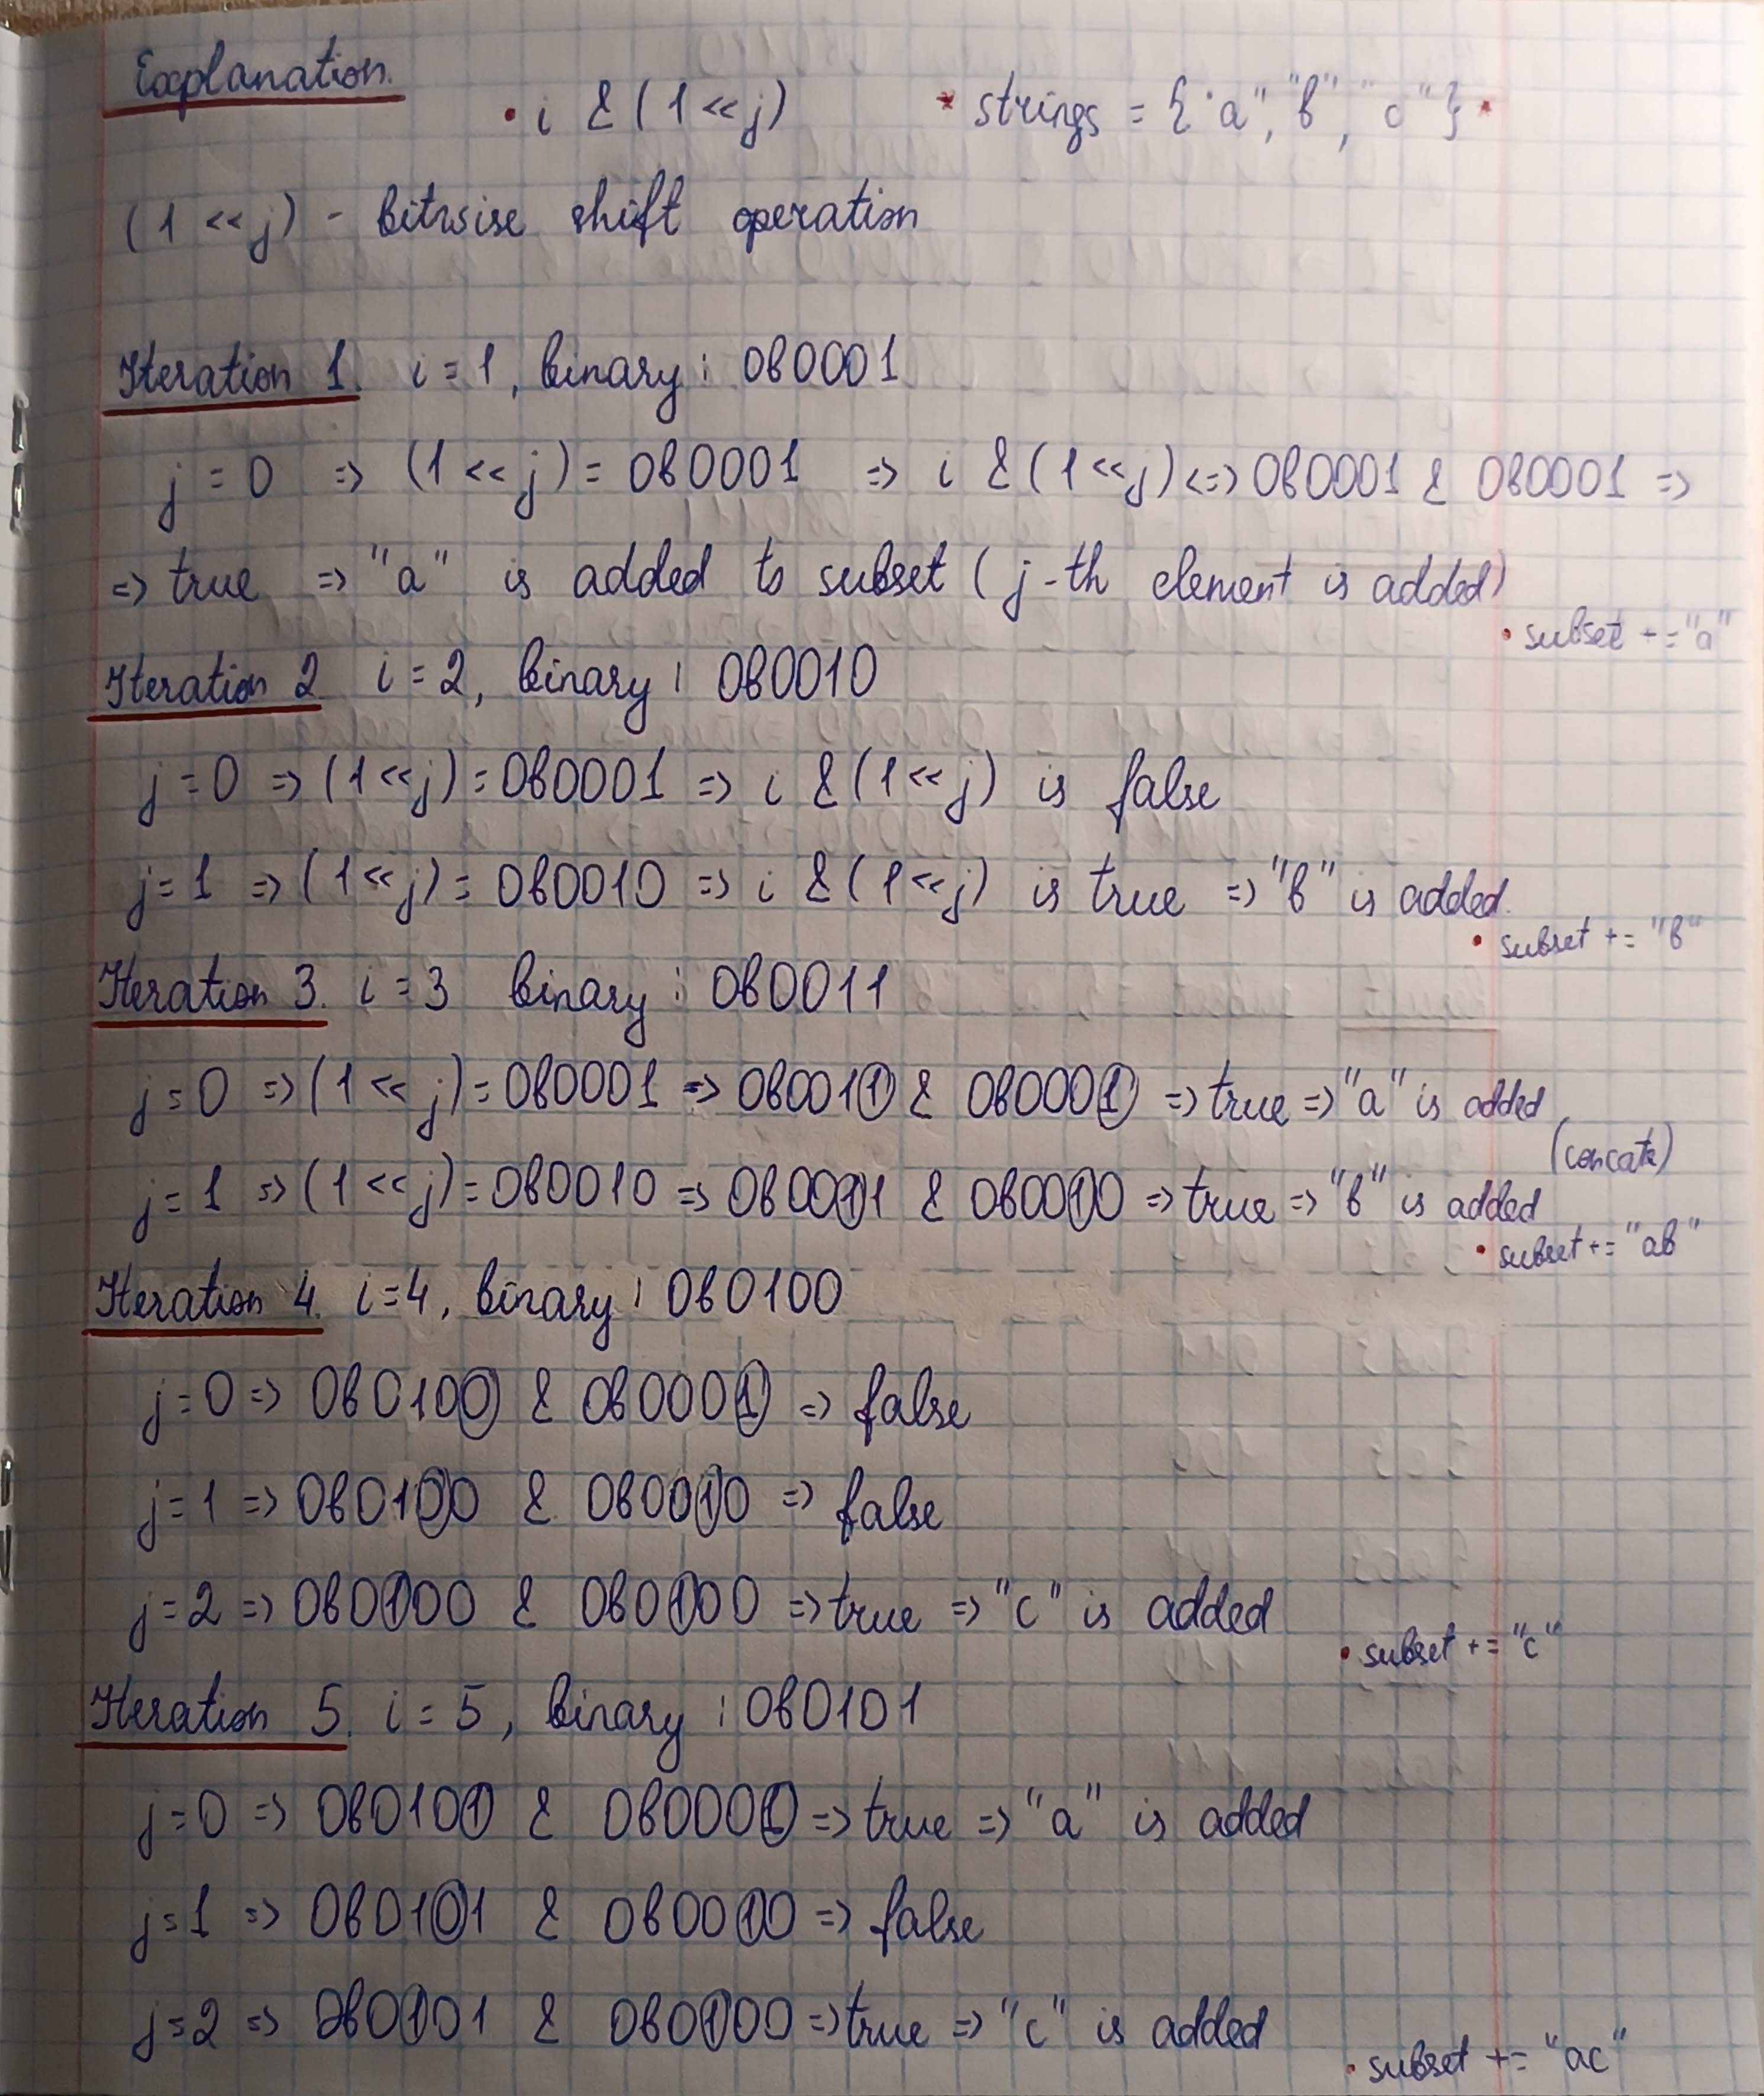 Explanation.
• i & (1 << j)   * strings = {"a", "b", "c"} *
(1 << j) - bitwise shift operation
Iteration 1. i = 1, binary: 0b0001
j = 0 => (1 << j) = 0b0001 => i & (1 << j) <=> 0b0001 & 0b0001 =>
=> true => "a" is added to subset (j-th element is added)
• subset += "a"
Iteration 2. i = 2, binary: 0b0010
j = 0 => (1 << j) = 0b0001 => i & (1 << j) is false
j = 1 => (1 << j) = 0b0010 => i & (1 << j) is true => "b" is added.
• subset += "b"
Iteration 3. i = 3 binary: 0b0011
j = 0 => (1 << j) = 0b0001 => 0b0011 & 0b0001 => true => "a" is added
(concate)
j = 1 => (1 << j) = 0b0010 => 0b0011 & 0b0010 => true => "b" is added
• subset += "ab"
Iteration 4. i = 4, binary: 0b0100
j = 0 => 0b0100 & 0b0001 => false
j = 1 => 0b0100 & 0b0010 => false
j = 2 => 0b0100 & 0b0100 => true => "c" is added
• subset += "c"
Iteration 5. i = 5, binary: 0b0101
j = 0 => 0b0101 & 0b0001 => true => "a" is added
j = 1 => 0b0101 & 0b0010 => false
j = 2 => 0b0101 & 0b0100 => true => "c" is added
• subset += "ac"